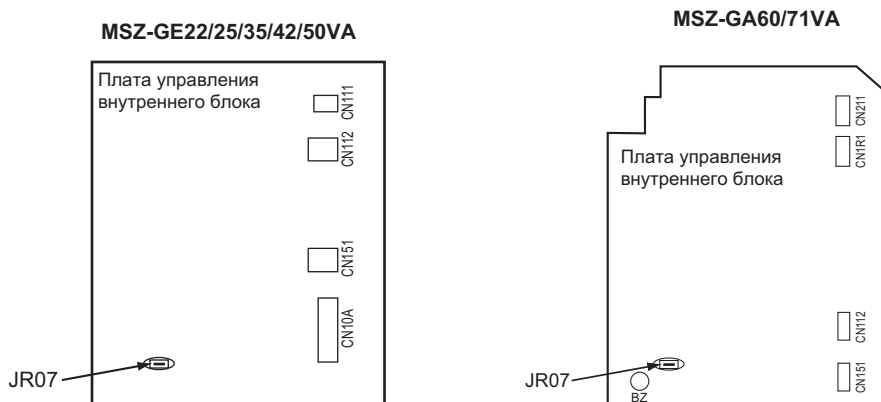 MSZ-GE22/25/35/42/50VA
Плата управления
внутреннего блока
CN111
CN112
CN151
CN10A
JR07
MSZ-GA60/71VA
CN211
CN1R1
Плата управления
внутреннего блока
CN112
CN151
JR07
BZ